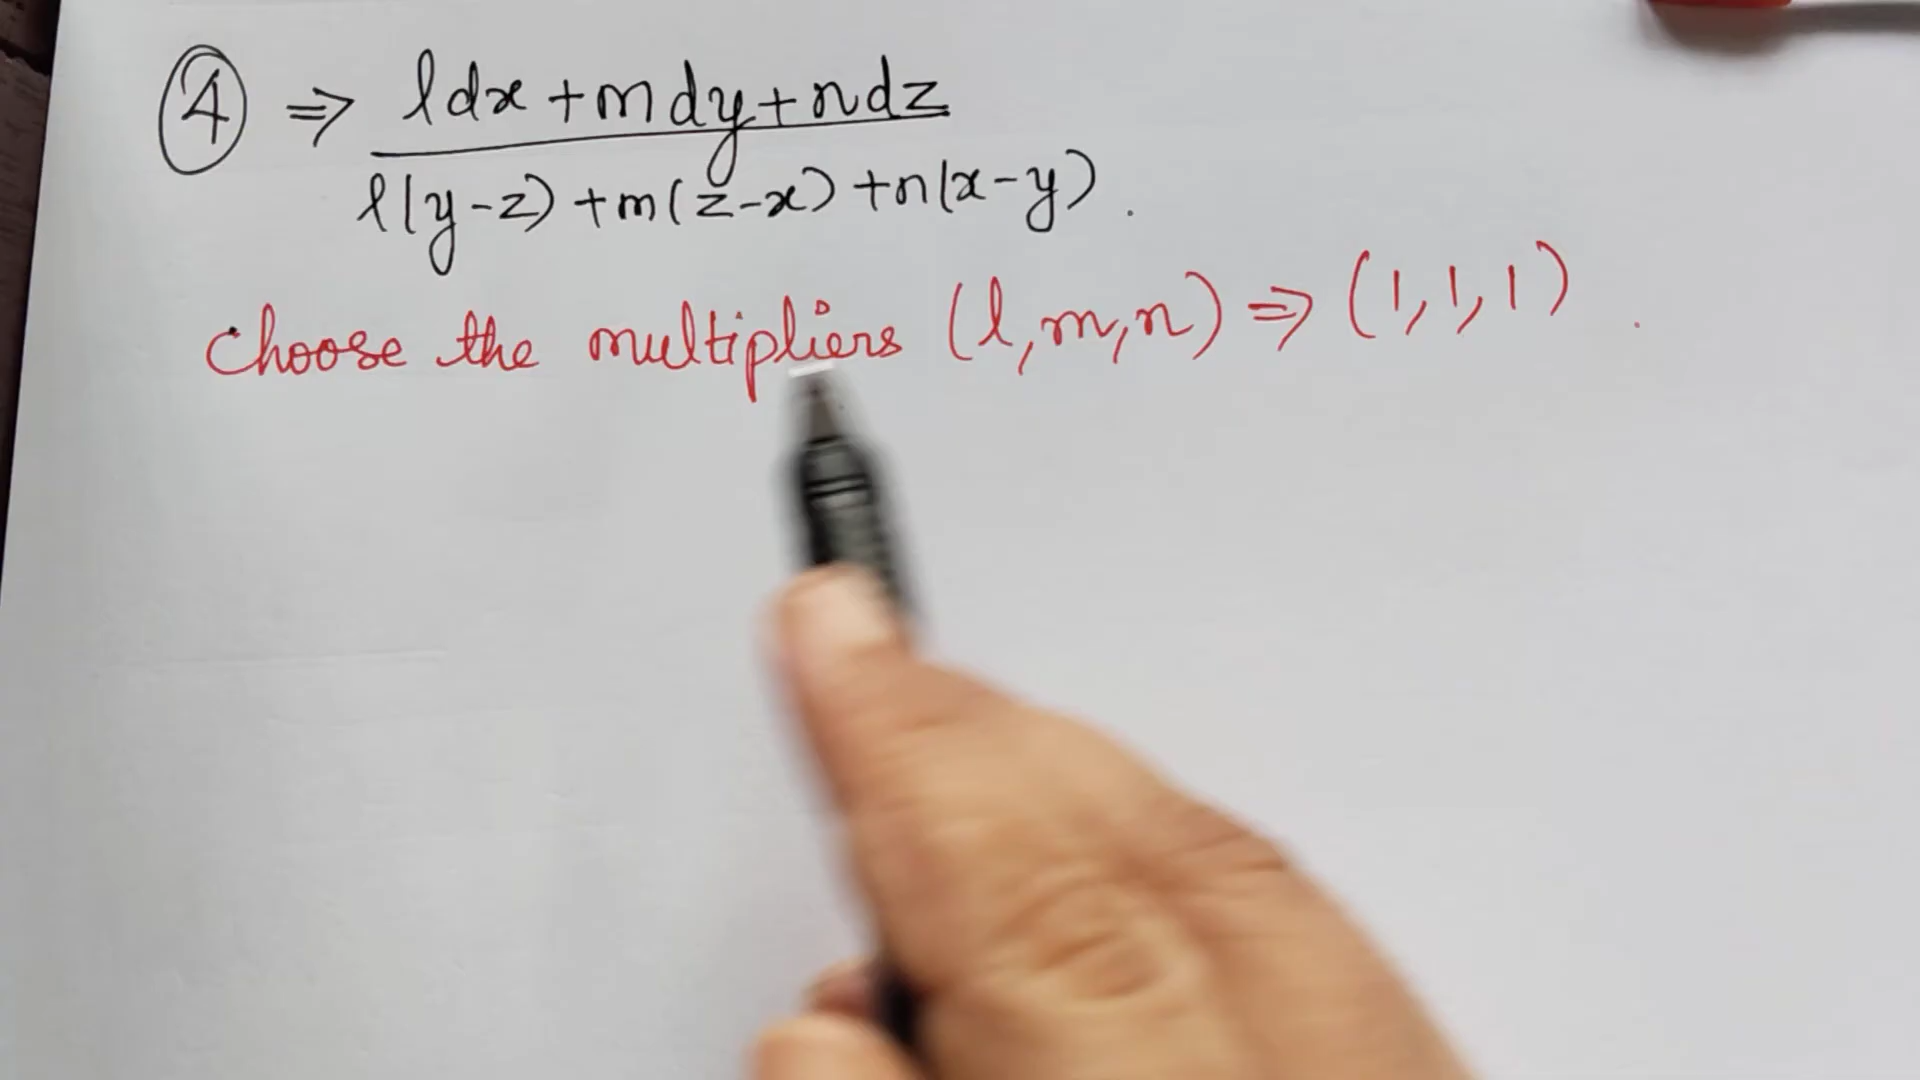 ④ ⇒ ldx + mdy + ndz
l(y-z) + m(z-x) + n(x-y).
Choose the multipliers (l, m, n) ⇒ (1, 1, 1).